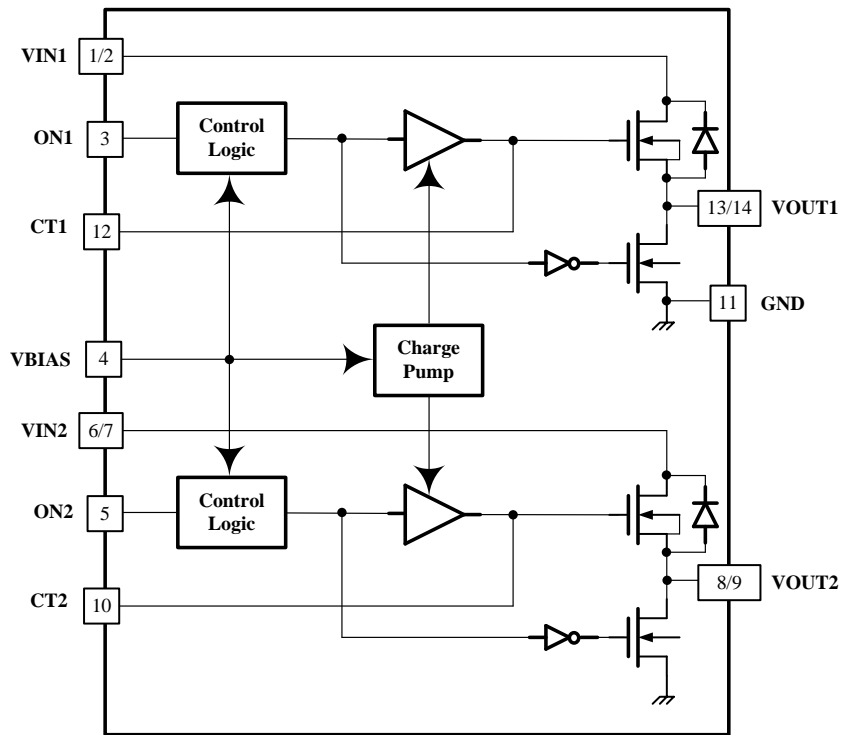 VIN1 1/2
ON1 3
Control
Logic
CT1 12
13/14 VOUT1
11 GND
VBIAS 4
Charge
Pump
VIN2 6/7
ON2 5
Control
Logic
CT2 10
8/9 VOUT2